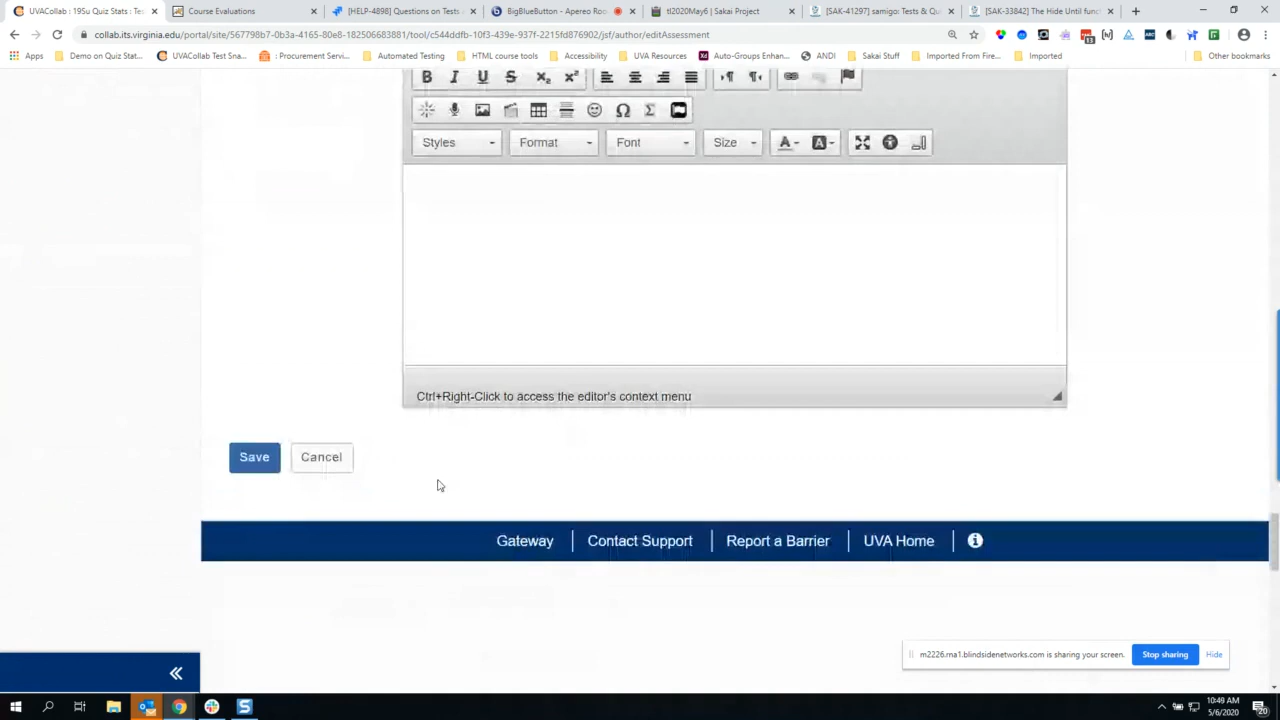 UVACollab : 19Su Quiz Stats : Tes
Course Evaluations
[HELP-4898] Questions on Tests
BigBlueButton - Apereo Roo
tl2020May6 | Sakai Project
[SAK-41297] samigo: Tests & Qu
[SAK-33842] The Hide Until func
collab.its.virginia.edu/portal/site/567798b7-0b3a-4165-80e8-182506683881/tool/c544ddfb-10f3-439e-937f-2215fd876902/jsf/author/editAssessment
Apps
Demo on Quiz Stat...
UVACollab Test Sna...
: Procurement Servi...
Automated Testing
HTML course tools
Accessibility
UVA Resources
Auto-Groups Enhan...
ANDI
Sakai Stuff
Imported From Fire...
Imported
Other bookmarks
Styles
Format
Font
Size
Ctrl+Right-Click to access the editor's context menu
Save
Cancel
Gateway
Contact Support
Report a Barrier
UVA Home
m2226.rna1.blindsidenetworks.com is sharing your screen.
Stop sharing
Hide
10:49 AM
5/6/2020
20